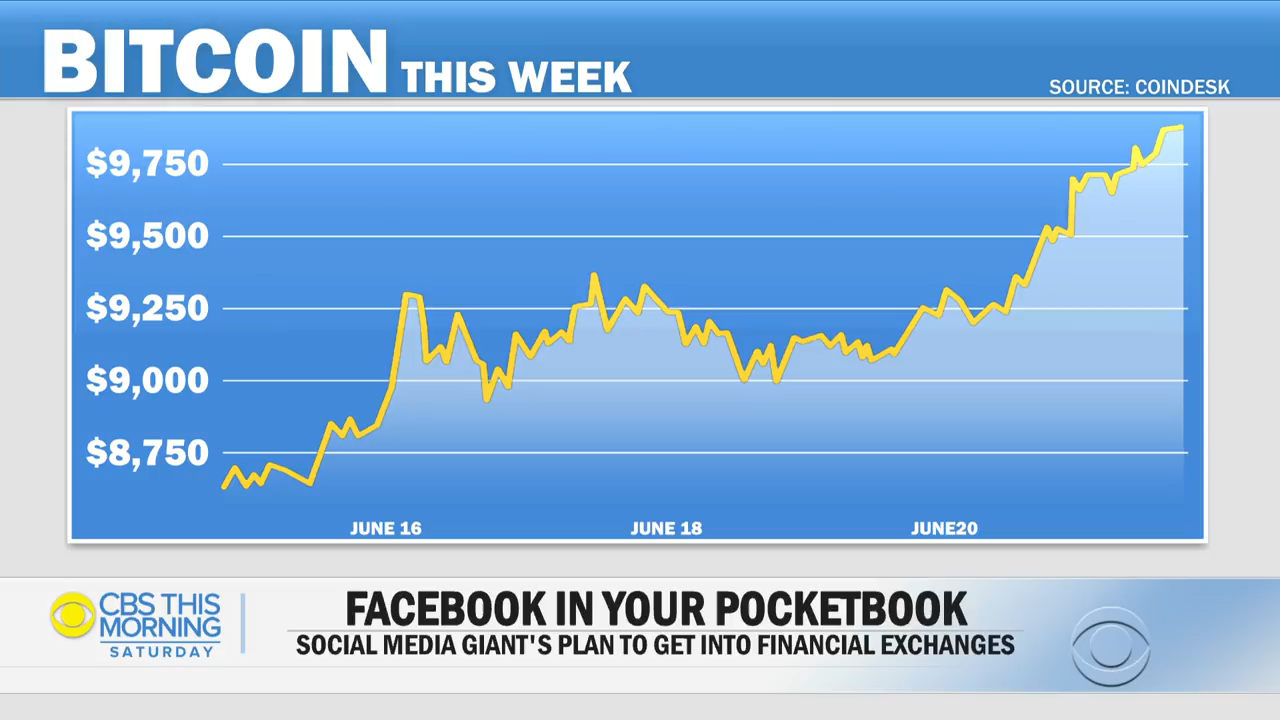 BITCOIN THIS WEEK
SOURCE: COINDESK
$9,750
$9,500
$9,250
$9,000
$8,750
JUNE 16
JUNE 18
JUNE20
CBS THIS
MORNING
SATURDAY
FACEBOOK IN YOUR POCKETBOOK
SOCIAL MEDIA GIANT'S PLAN TO GET INTO FINANCIAL EXCHANGES